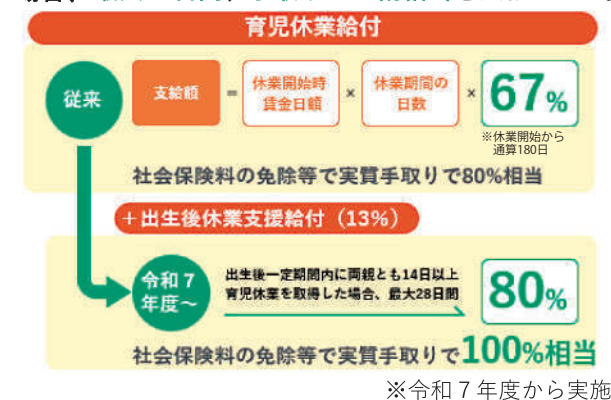 育児休業給付
従来
支給額 = 休業開始時賃金日額 × 休業期間の日数 × 67%
※休業開始から
通算180日
社会保険料の免除等で実質手取りで80%相当
+出生後休業支援給付（13%）
令和7
年度～
出生後一定期間内に両親とも14日以上
育児休業を取得した場合、最大28日間
80%
社会保険料の免除等で実質手取りで100%相当
※令和７年度から実施